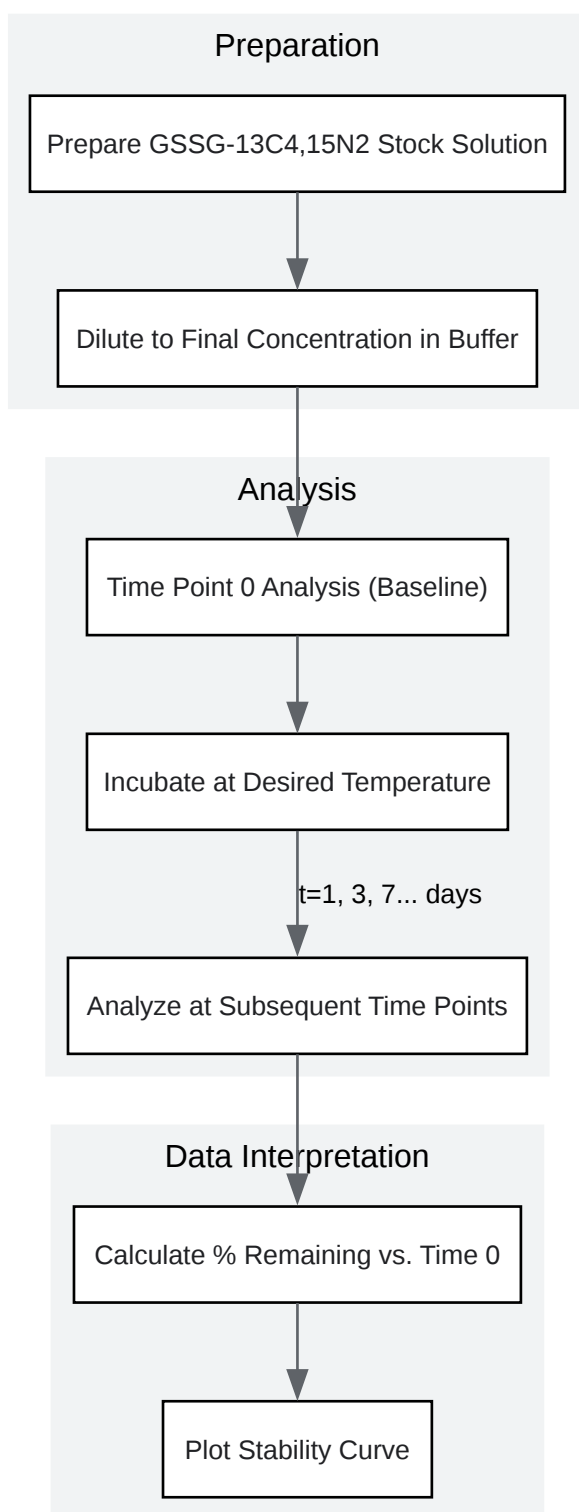 Preparation
Prepare GSSG-13C4,15N2 Stock Solution
Dilute to Final Concentration in Buffer
Analysis
Time Point 0 Analysis (Baseline)
Incubate at Desired Temperature
t=1, 3, 7... days
Analyze at Subsequent Time Points
Data Interpretation
Calculate % Remaining vs. Time 0
Plot Stability Curve